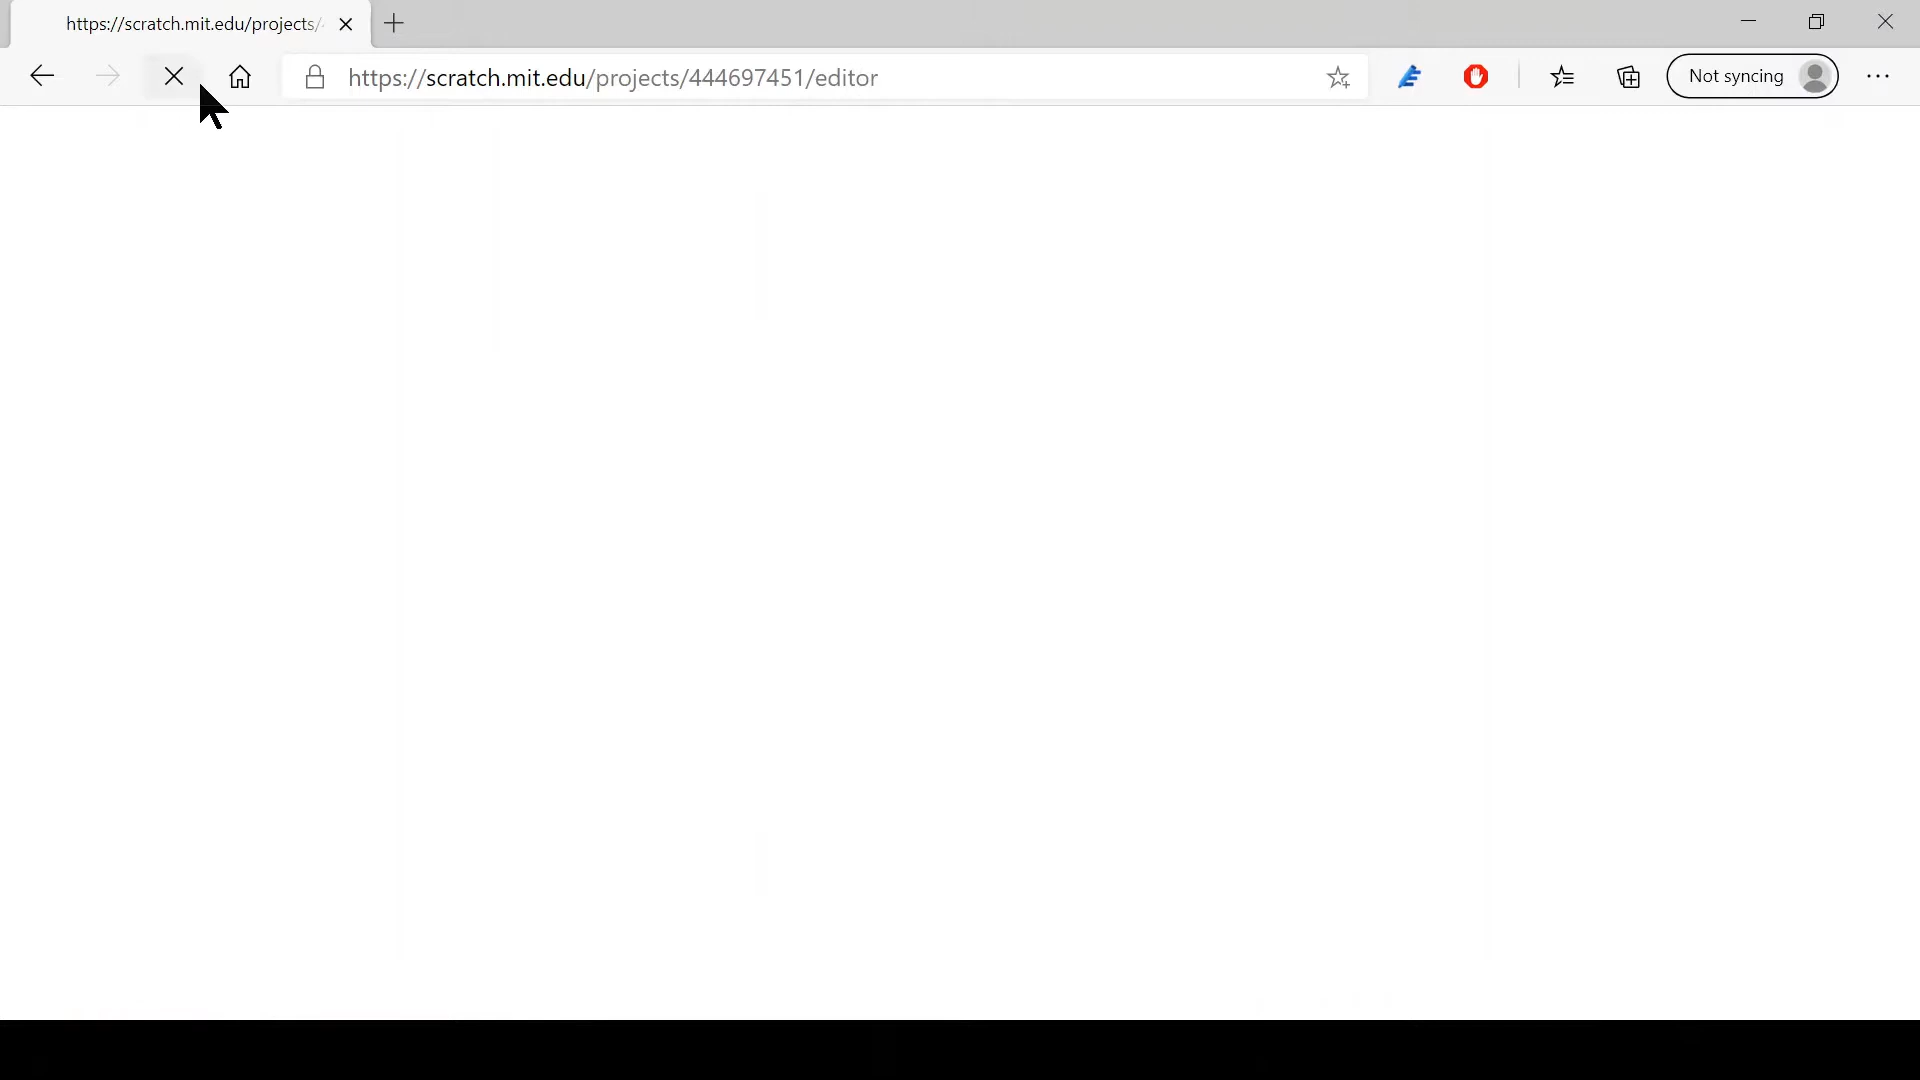 https://scratch.mit.edu/projects/
https://scratch.mit.edu/projects/444697451/editor
Not syncing